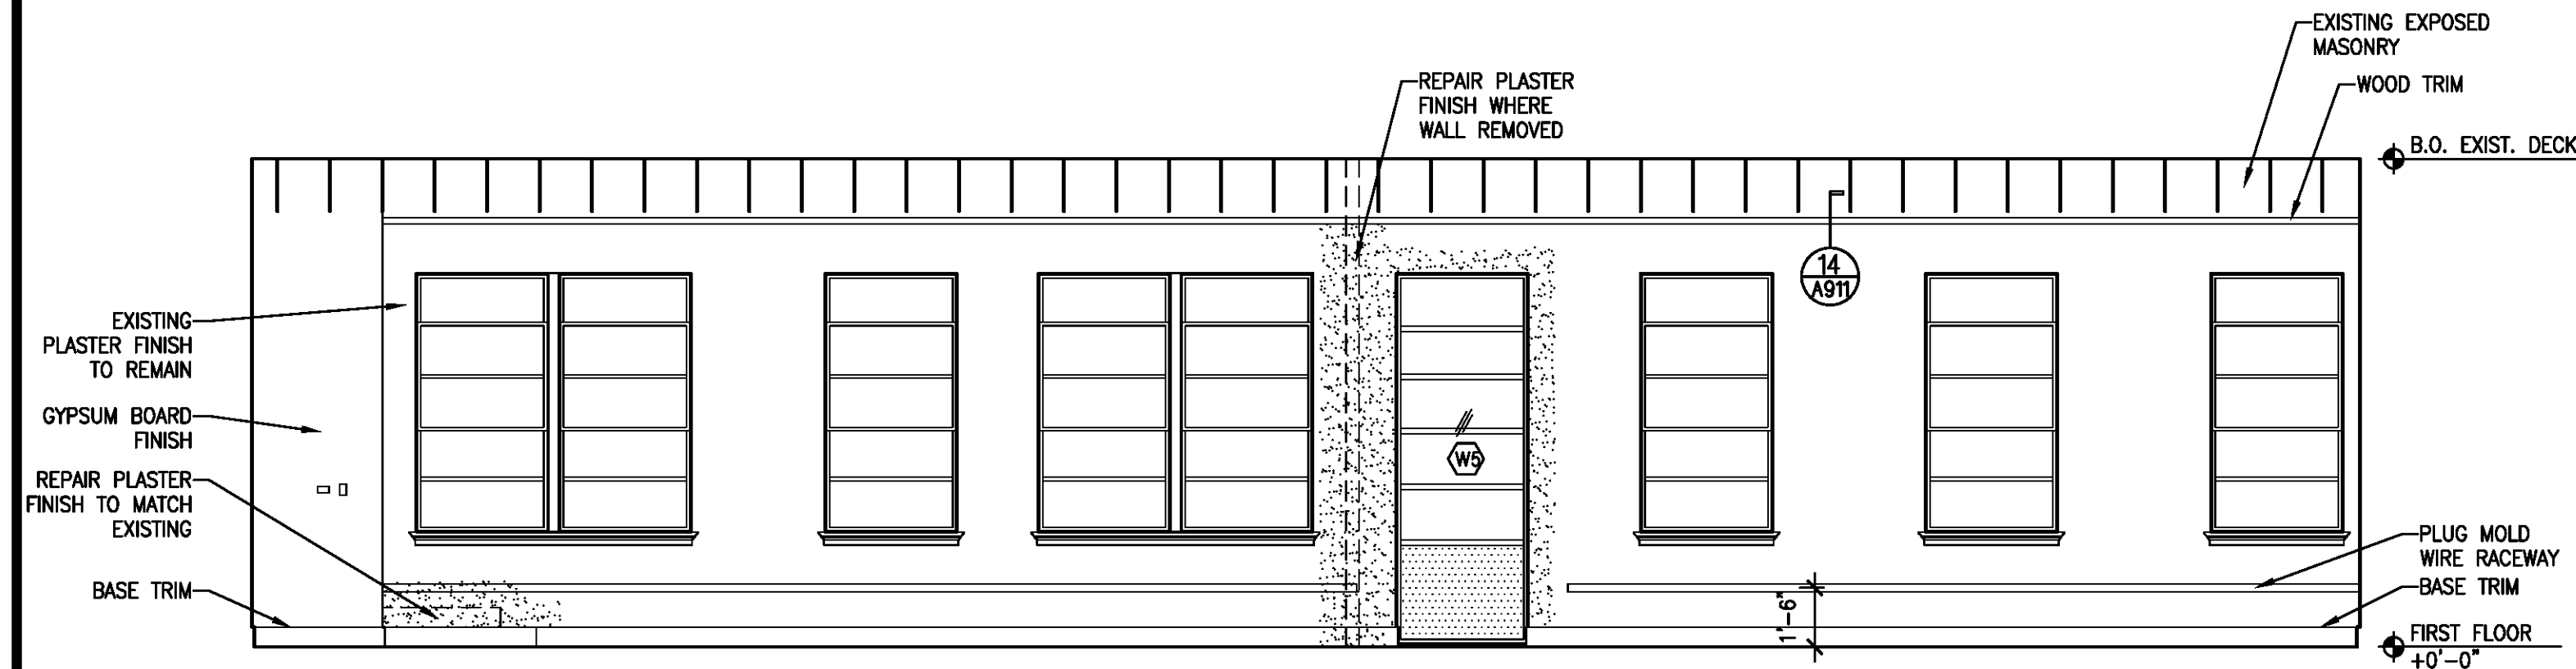 EXISTING EXPOSED
MASONRY
WOOD TRIM
REPAIR PLASTER
FINISH WHERE
WALL REMOVED
B.O. EXIST. DECK
14
A911
EXISTING
PLASTER FINISH
TO REMAIN
GYPSUM BOARD
FINISH
W5
REPAIR PLASTER
FINISH TO MATCH
EXISTING
BASE TRIM
PLUG MOLD
WIRE RACEWAY
BASE TRIM
1'-6"
FIRST FLOOR
+0'-0"